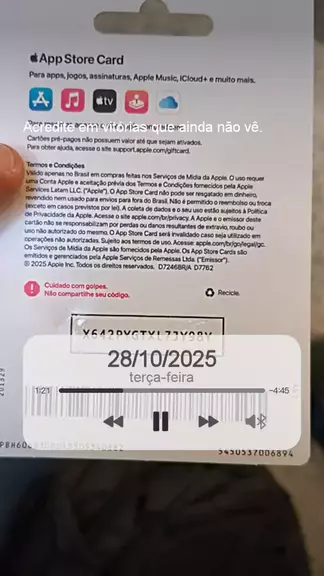 App Store Card
Para apps, jogos, assinaturas, Apple Music, iCloud+ e muito mais.
tv
Acredite em vitórias que ainda não vê.
Cartões pré-pagos não possuem valor até que sejam ativados.
Para obter ajuda, acesse o site support.apple.com/giftcard.
Termos e Condições
Válido apenas no Brasil em compras feitas nos Serviços de Mídia da Apple. O uso requer
uma Conta Apple e aceitação prévia dos Termos e Condições fornecidos pela Apple
Services Latam LLC. ("Apple"). O App Store Card não pode ser resgatado em dinheiro,
revendido nem usado para envios para fora do Brasil. Não é permitido o reembolso ou troca
(exceto em casos previstos por lei). A coleta de dados e o seu uso estão sujeitos à Política
de Privacidade da Apple. Acesse o site apple.com/br/privacy. A Apple e o emissor deste
cartão não se responsabilizam por perdas ou danos resultantes de extravio, roubo ou
uso não autorizado do mesmo. O App Store Card será invalidado caso seja utilizado em
operações não autorizadas. Sujeito aos termos de uso. Acesse: apple.com/br/go/legal/gc.
Os Serviços de Mídia da Apple são fornecidos pela Apple. Os App Store Cards são
emitidos e gerenciados pela Apple Serviços de Remessas Ltda. ("Emissor").
® 2025 Apple Inc. Todos os direitos reservados. D7246BR/A D7762
Cuidado com golpes.
Não compartilhe seu código.
Recicle.
28/10/2025
terça-feira
1:21
-4:45
5450537006894